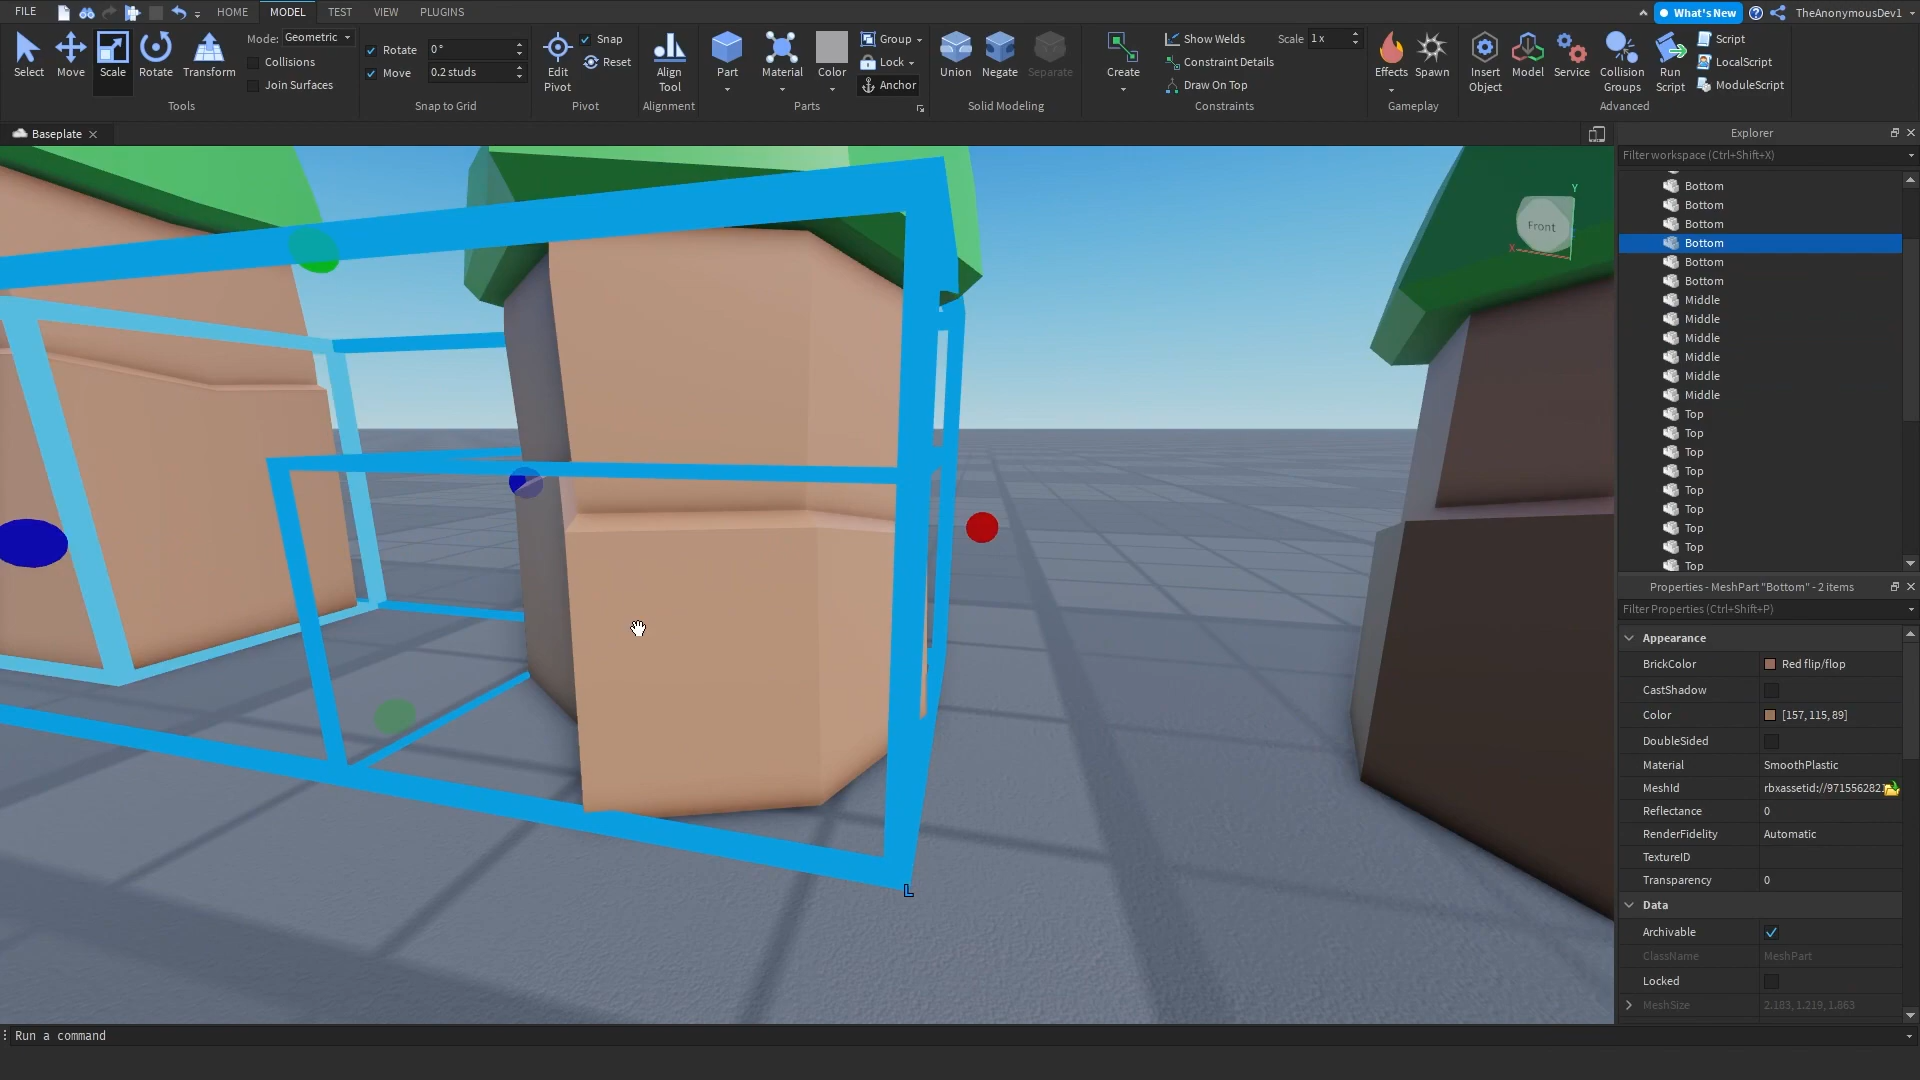 FILE HOME MODEL TEST VIEW PLUGINS What's New TheAnonymousDev1
Select Move Scale Rotate Transform
Mode: Geometric
Collisions
Join Surfaces
Tools
Rotate 0°
Move 0.2 studs
Snap to Grid
Edit Pivot
Snap
Reset
Pivot
Align Tool
Alignment
Part Material Color
Group
Lock
Anchor
Parts
Union Negate Separate
Solid Modeling
Create
Show Welds
Constraint Details
Draw On Top
Scale 1 x
Constraints
Effects Spawn
Gameplay
Insert Object
Model
Service
Collision Groups
Run Script
Script
LocalScript
ModuleScript
Advanced
Baseplate
Explorer
Filter workspace (Ctrl+Shift+X)
Bottom
Bottom
Bottom
Bottom
Bottom
Bottom
Middle
Middle
Middle
Middle
Middle
Middle
Top
Top
Top
Top
Top
Top
Top
Top
Top
Y
Front
X
L
Properties - MeshPart "Bottom" - 2 items
Filter Properties (Ctrl+Shift+P)
Appearance
BrickColor Red flip/flop
CastShadow
Color [157, 115, 89]
DoubleSided
Material SmoothPlastic
MeshId
Reflectance 0
RenderFidelity Automatic
TextureID
Transparency 0
Data
Archivable
ClassName MeshPart
Locked
MeshSize 2.183, 1.219, 1.863
Run a command